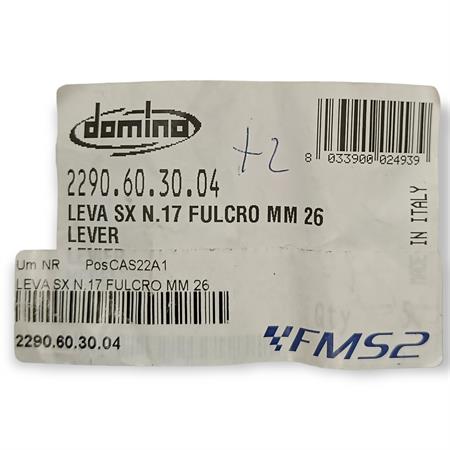 domino
+2
8 033900 024939
2290.60.30.04
LEVA SX N.17 FULCRO MM 26
LEVER
MADE IN ITALY
Um NR PosCAS22A1
LEVA SX N.17 FULCRO MM 26
2290.60.30.04
FMS2